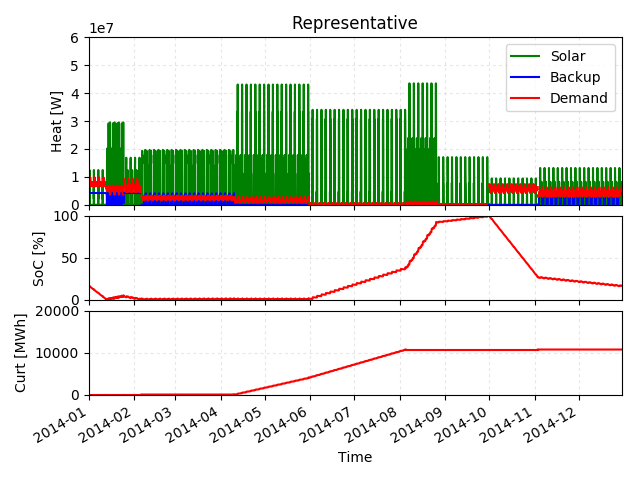 Representative
1e7
6
5
4
3
2
1
0
Heat [W]
Solar
Backup
Demand
100
50
0
SoC [%]
20000
10000
0
Curt [MWh]
2014-01
2014-02
2014-03
2014-04
2014-05
2014-06
2014-07
2014-08
2014-09
2014-10
2014-11
2014-12
Time